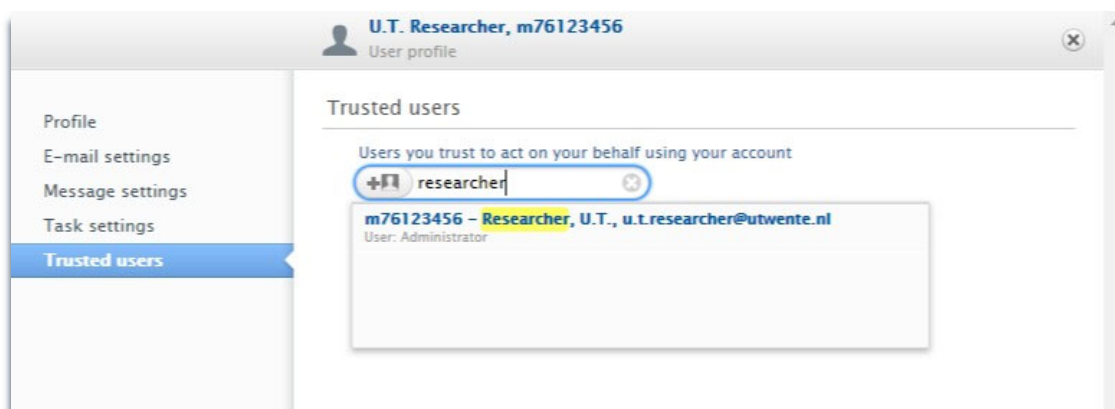 U.T. Researcher, m76123456
User profile
Profile
E-mail settings
Message settings
Task settings
Trusted users
Trusted users
Users you trust to act on your behalf using your account
researcher
m76123456 – Researcher, U.T., u.t.researcher@utwente.nl
User: Administrator